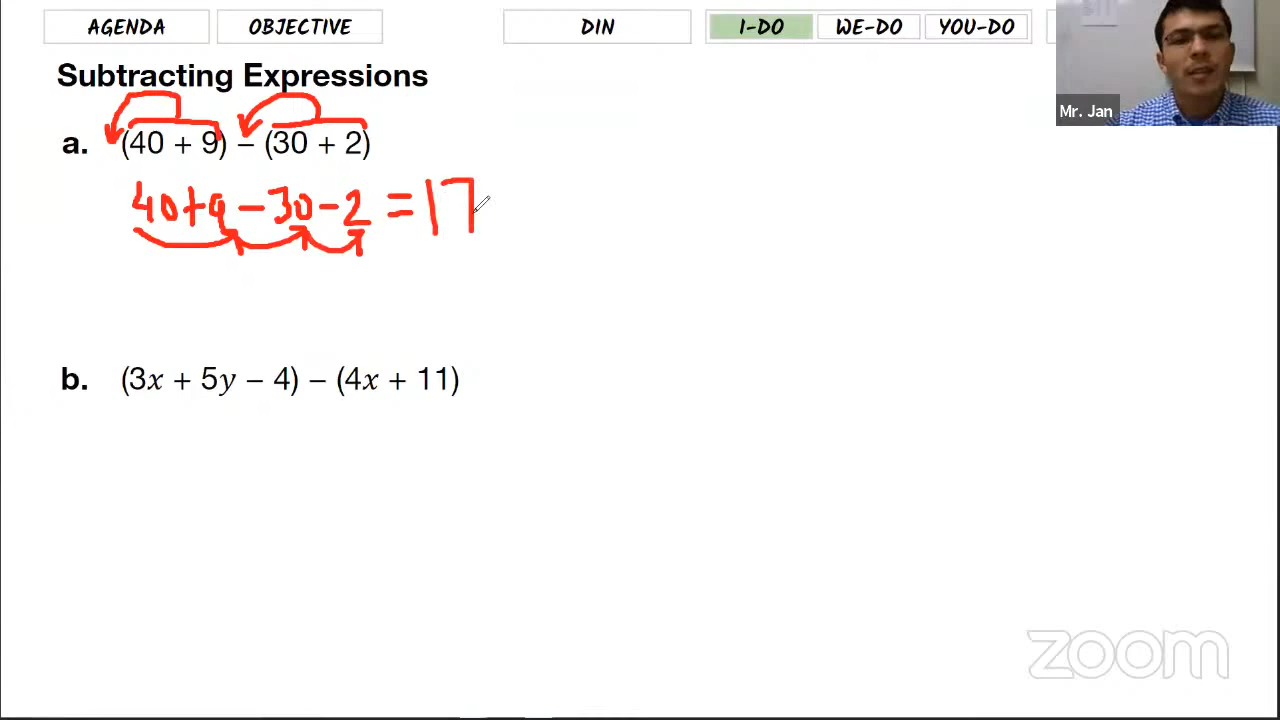 AGENDA OBJECTIVE DIN I-DO WE-DO YOU-DO
Mr. Jan
Subtracting Expressions
a. (40 + 9) – (30 + 2)
40+9-30-2=17
b. (3x + 5y – 4) – (4x + 11)
zoom